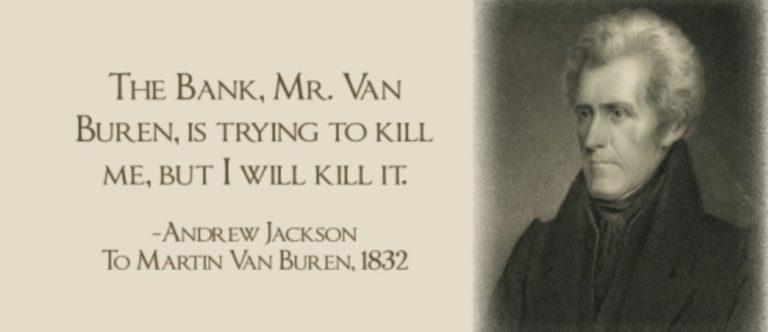 The Bank, Mr. Van
Buren, is trying to kill
me, but I will kill it.
-Andrew Jackson
To Martin Van Buren, 1832